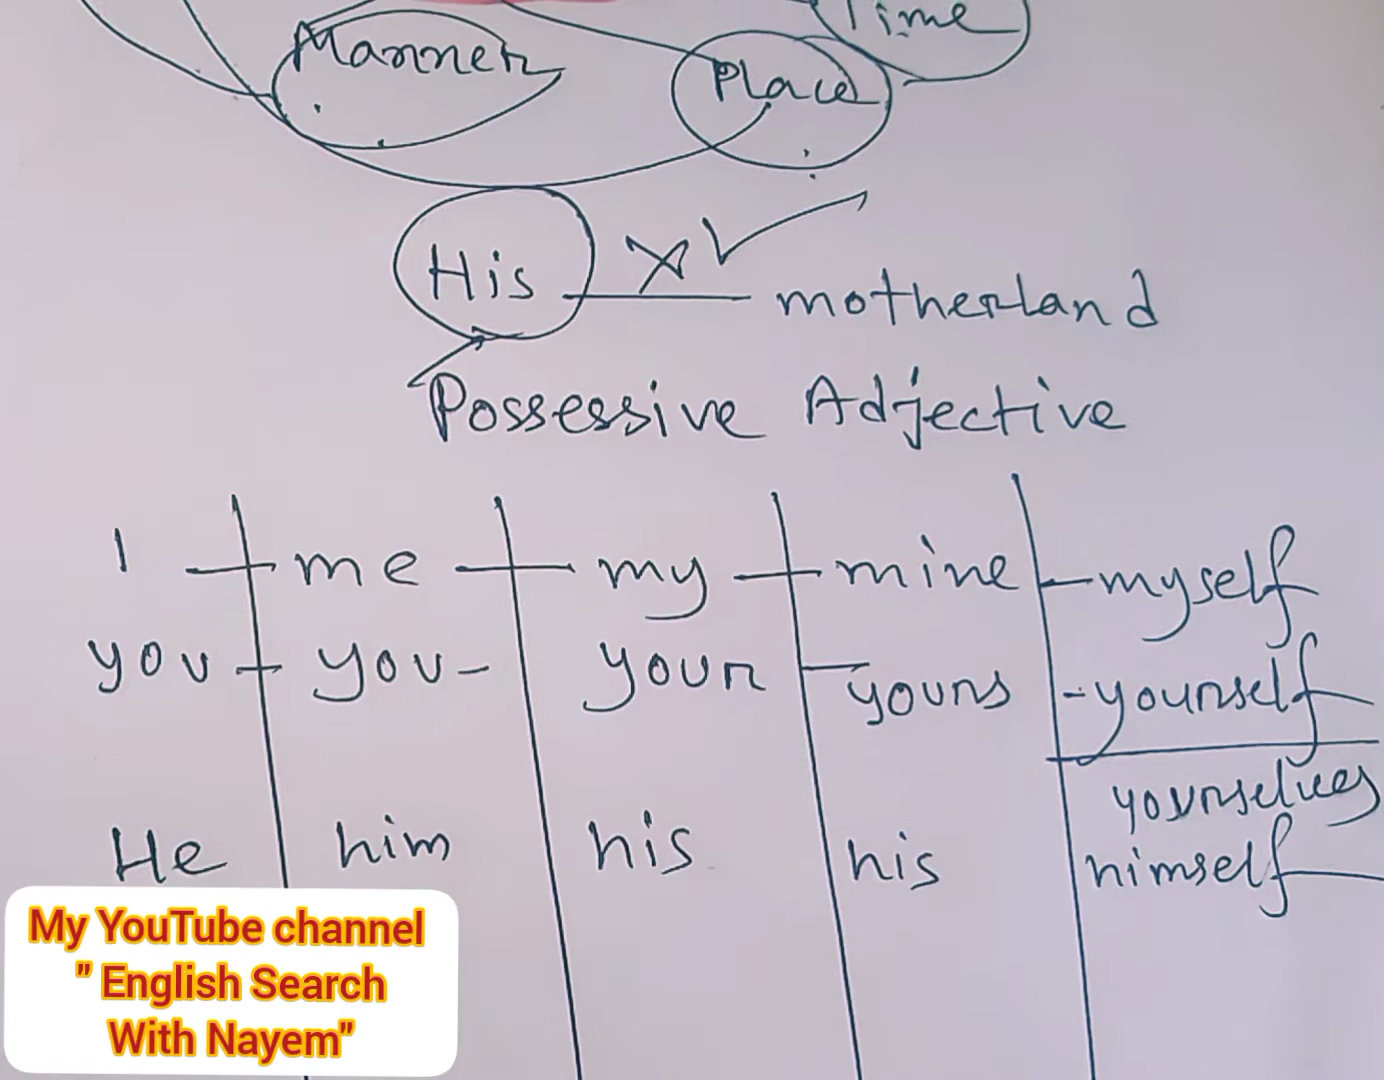 Time
Manner
Place
His ✗✓ motherland
Possessive Adjective
I - me - my - mine - myself
you - you - your - yours - yourself
yourselves
He him his his himself
My YouTube channel
" English Search
With Nayem"